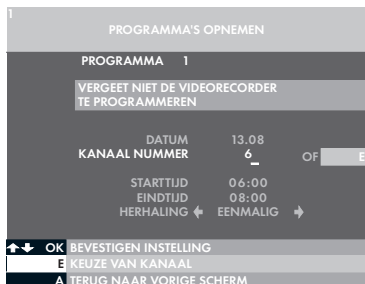 1
PROGRAMMA'S OPNEMEN
PROGRAMMA 1
VERGEET NIET DE VIDEORECORDER
TE PROGRAMMEREN
DATUM 13.08
KANAAL NUMMER 6 OF E
STARTTIJD 06:00
EINDTIJD 08:00
HERHALING EENMALIG
OK BEVESTIGEN INSTELLING
E KEUZE VAN KANAAL
A TERUG NAAR VORIGE SCHERM